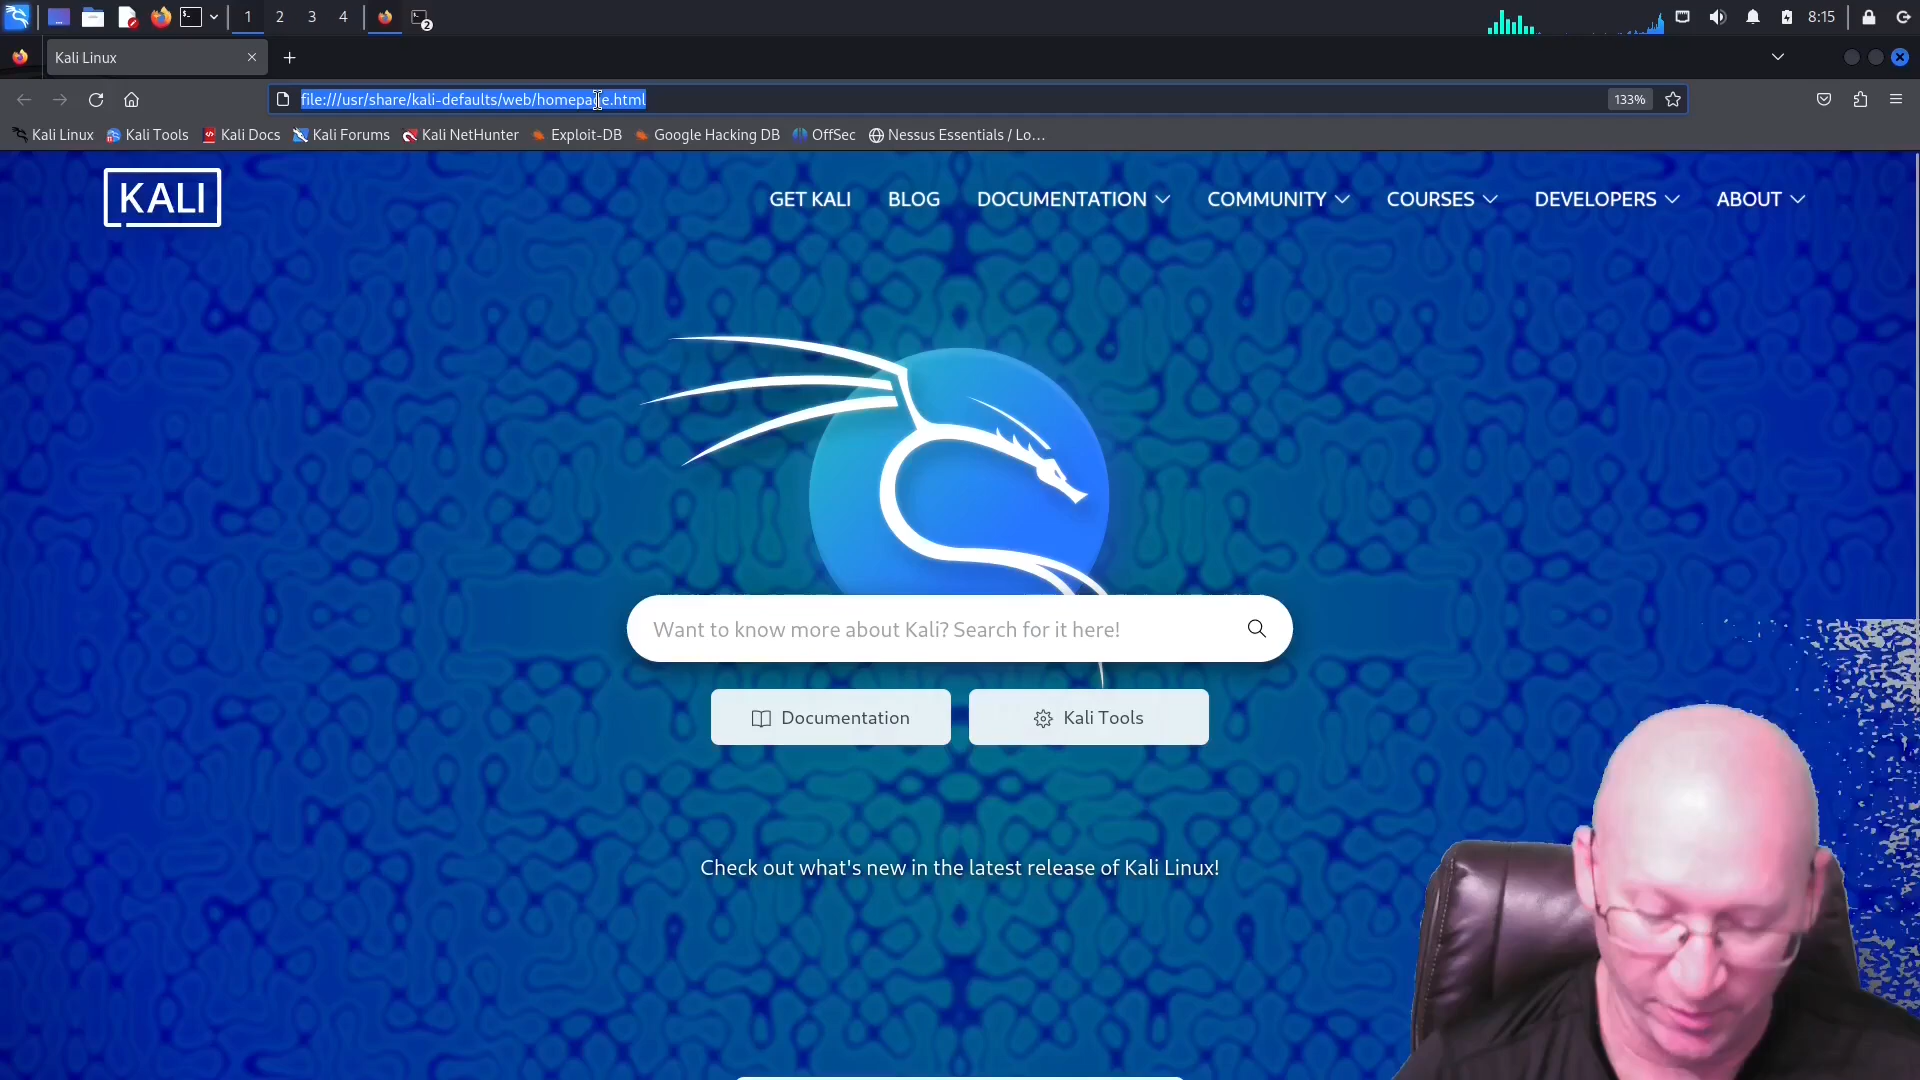 1 2 3 4 2 8:15
Kali Linux
file:///usr/share/kali-defaults/web/homepage.html 133%
Kali Linux Kali Tools Kali Docs Kali Forums Kali NetHunter Exploit-DB Google Hacking DB OffSec Nessus Essentials / Lo...
KALI GET KALI BLOG DOCUMENTATION COMMUNITY COURSES DEVELOPERS ABOUT
Want to know more about Kali? Search for it here!
Documentation Kali Tools
Check out what's new in the latest release of Kali Linux!